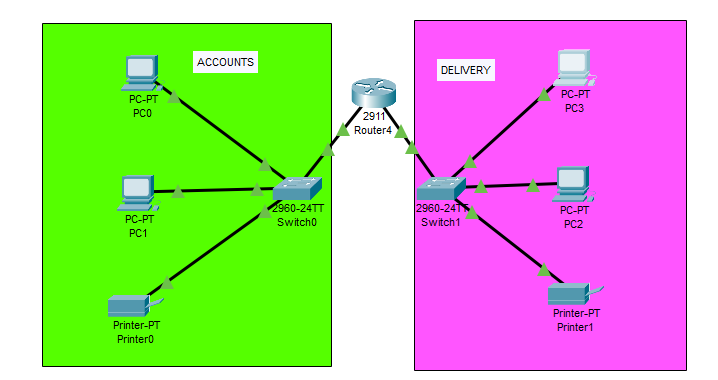 ACCOUNTS
DELIVERY
PC-PT
PC0
2911
Router4
PC-PT
PC3
PC-PT
PC1
2960-24TT
Switch0
2960-24TT
Switch1
PC-PT
PC2
Printer-PT
Printer0
Printer-PT
Printer1